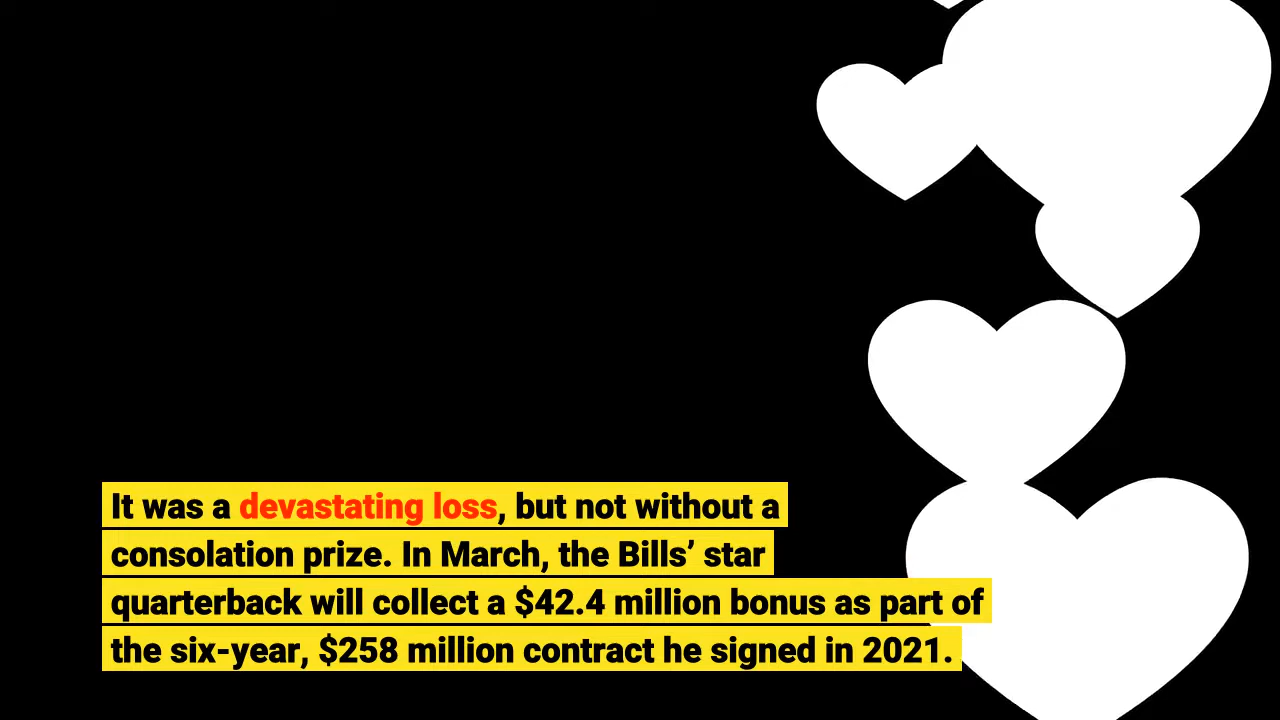 It was a devastating loss, but not without a
consolation prize. In March, the Bills’ star
quarterback will collect a $42.4 million bonus as part of
the six-year, $258 million contract he signed in 2021.